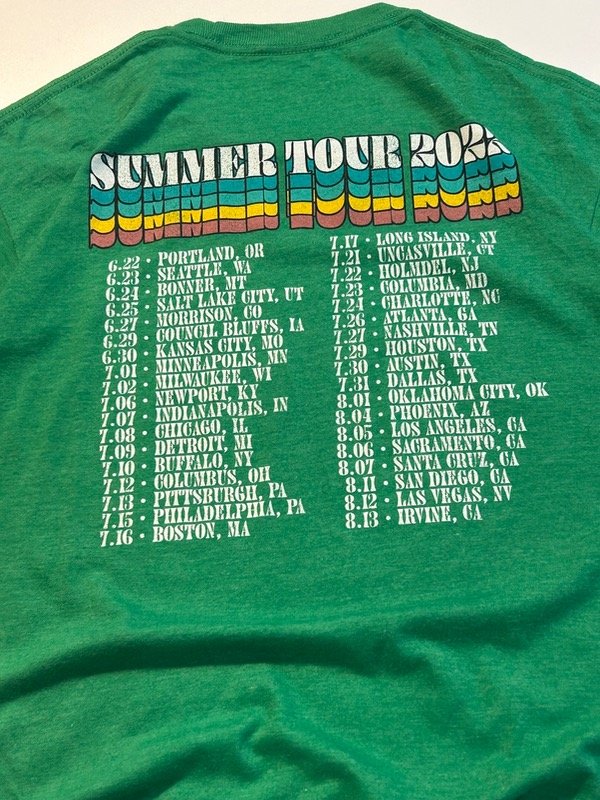 SUMMER TOUR 2022
6.22 • PORTLAND, OR
6.23 • SEATTLE, WA
6.24 • BONNER, MT
6.25 • SALT LAKE CITY, UT
6.27 • MORRISON, CO
6.29 • COUNCIL BLUFFS, IA
6.30 • KANSAS CITY, MO
7.01 • MINNEAPOLIS, MN
7.02 • MILWAUKEE, WI
7.06 • NEWPORT, KY
7.07 • INDIANAPOLIS, IN
7.08 • CHICAGO, IL
7.09 • DETROIT, MI
7.10 • BUFFALO, NY
7.12 • COLUMBUS, OH
7.13 • PITTSBURGH, PA
7.15 • PHILADELPHIA, PA
7.16 • BOSTON, MA
7.17 • LONG ISLAND, NY
7.21 • UNCASVILLE, CT
7.22 • HOLMDEL, NJ
7.23 • COLUMBIA, MD
7.24 • CHARLOTTE, NC
7.26 • ATLANTA, GA
7.27 • NASHVILLE, TN
7.29 • HOUSTON, TX
7.30 • AUSTIN, TX
7.31 • DALLAS, TX
8.01 • OKLAHOMA CITY, OK
8.04 • PHOENIX, AZ
8.05 • LOS ANGELES, CA
8.06 • SACRAMENTO, CA
8.07 • SANTA CRUZ, CA
8.11 • SAN DIEGO, CA
8.12 • LAS VEGAS, NV
8.13 • IRVINE, CA